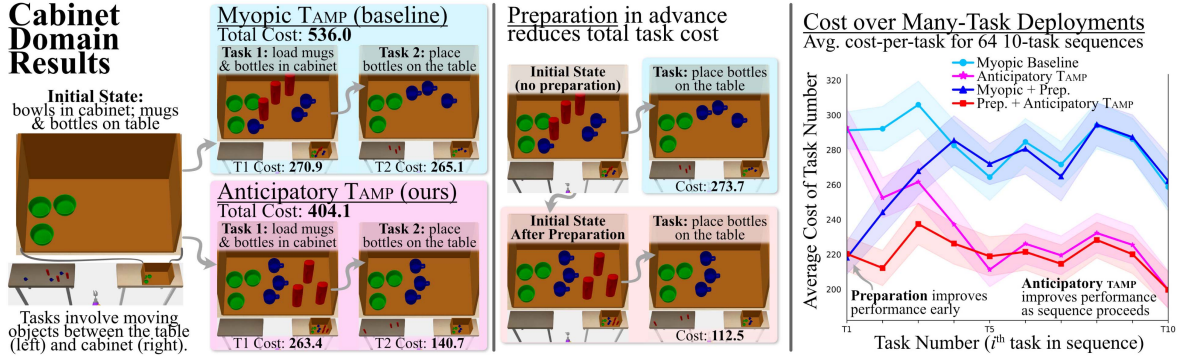 Cabinet
Domain
Results
Initial State:
bowls in cabinet; mugs
& bottles on table
Tasks involve moving
objects between the table
(left) and cabinet (right).
Myopic TAMP (baseline)
Total Cost: 536.0
Task 1: load mugs
& bottles in cabinet
Task 2: place
bottles on the table
T1 Cost: 270.9
T2 Cost: 265.1
Anticipatory TAMP (ours)
Total Cost: 404.1
Task 1: load mugs
& bottles in cabinet
Task 2: place
bottles on the table
T1 Cost: 263.4
T2 Cost: 140.7
Preparation in advance
reduces total task cost
Initial State
(no preparation)
Task: place bottles
on the table
Cost: 273.7
Initial State
After Preparation
Task: place bottles
on the table
Cost: 112.5
Cost over Many-Task Deployments
Avg. cost-per-task for 64 10-task sequences
Myopic Baseline
Anticipatory TAMP
Myopic + Prep.
Prep. + Anticipatory TAMP
Average Cost of Task Number
320
300
280
260
240
220
200
Preparation improves
performance early
Anticipatory TAMP
improves performance
as sequence proceeds
T1
T5
T10
Task Number (ith task in sequence)